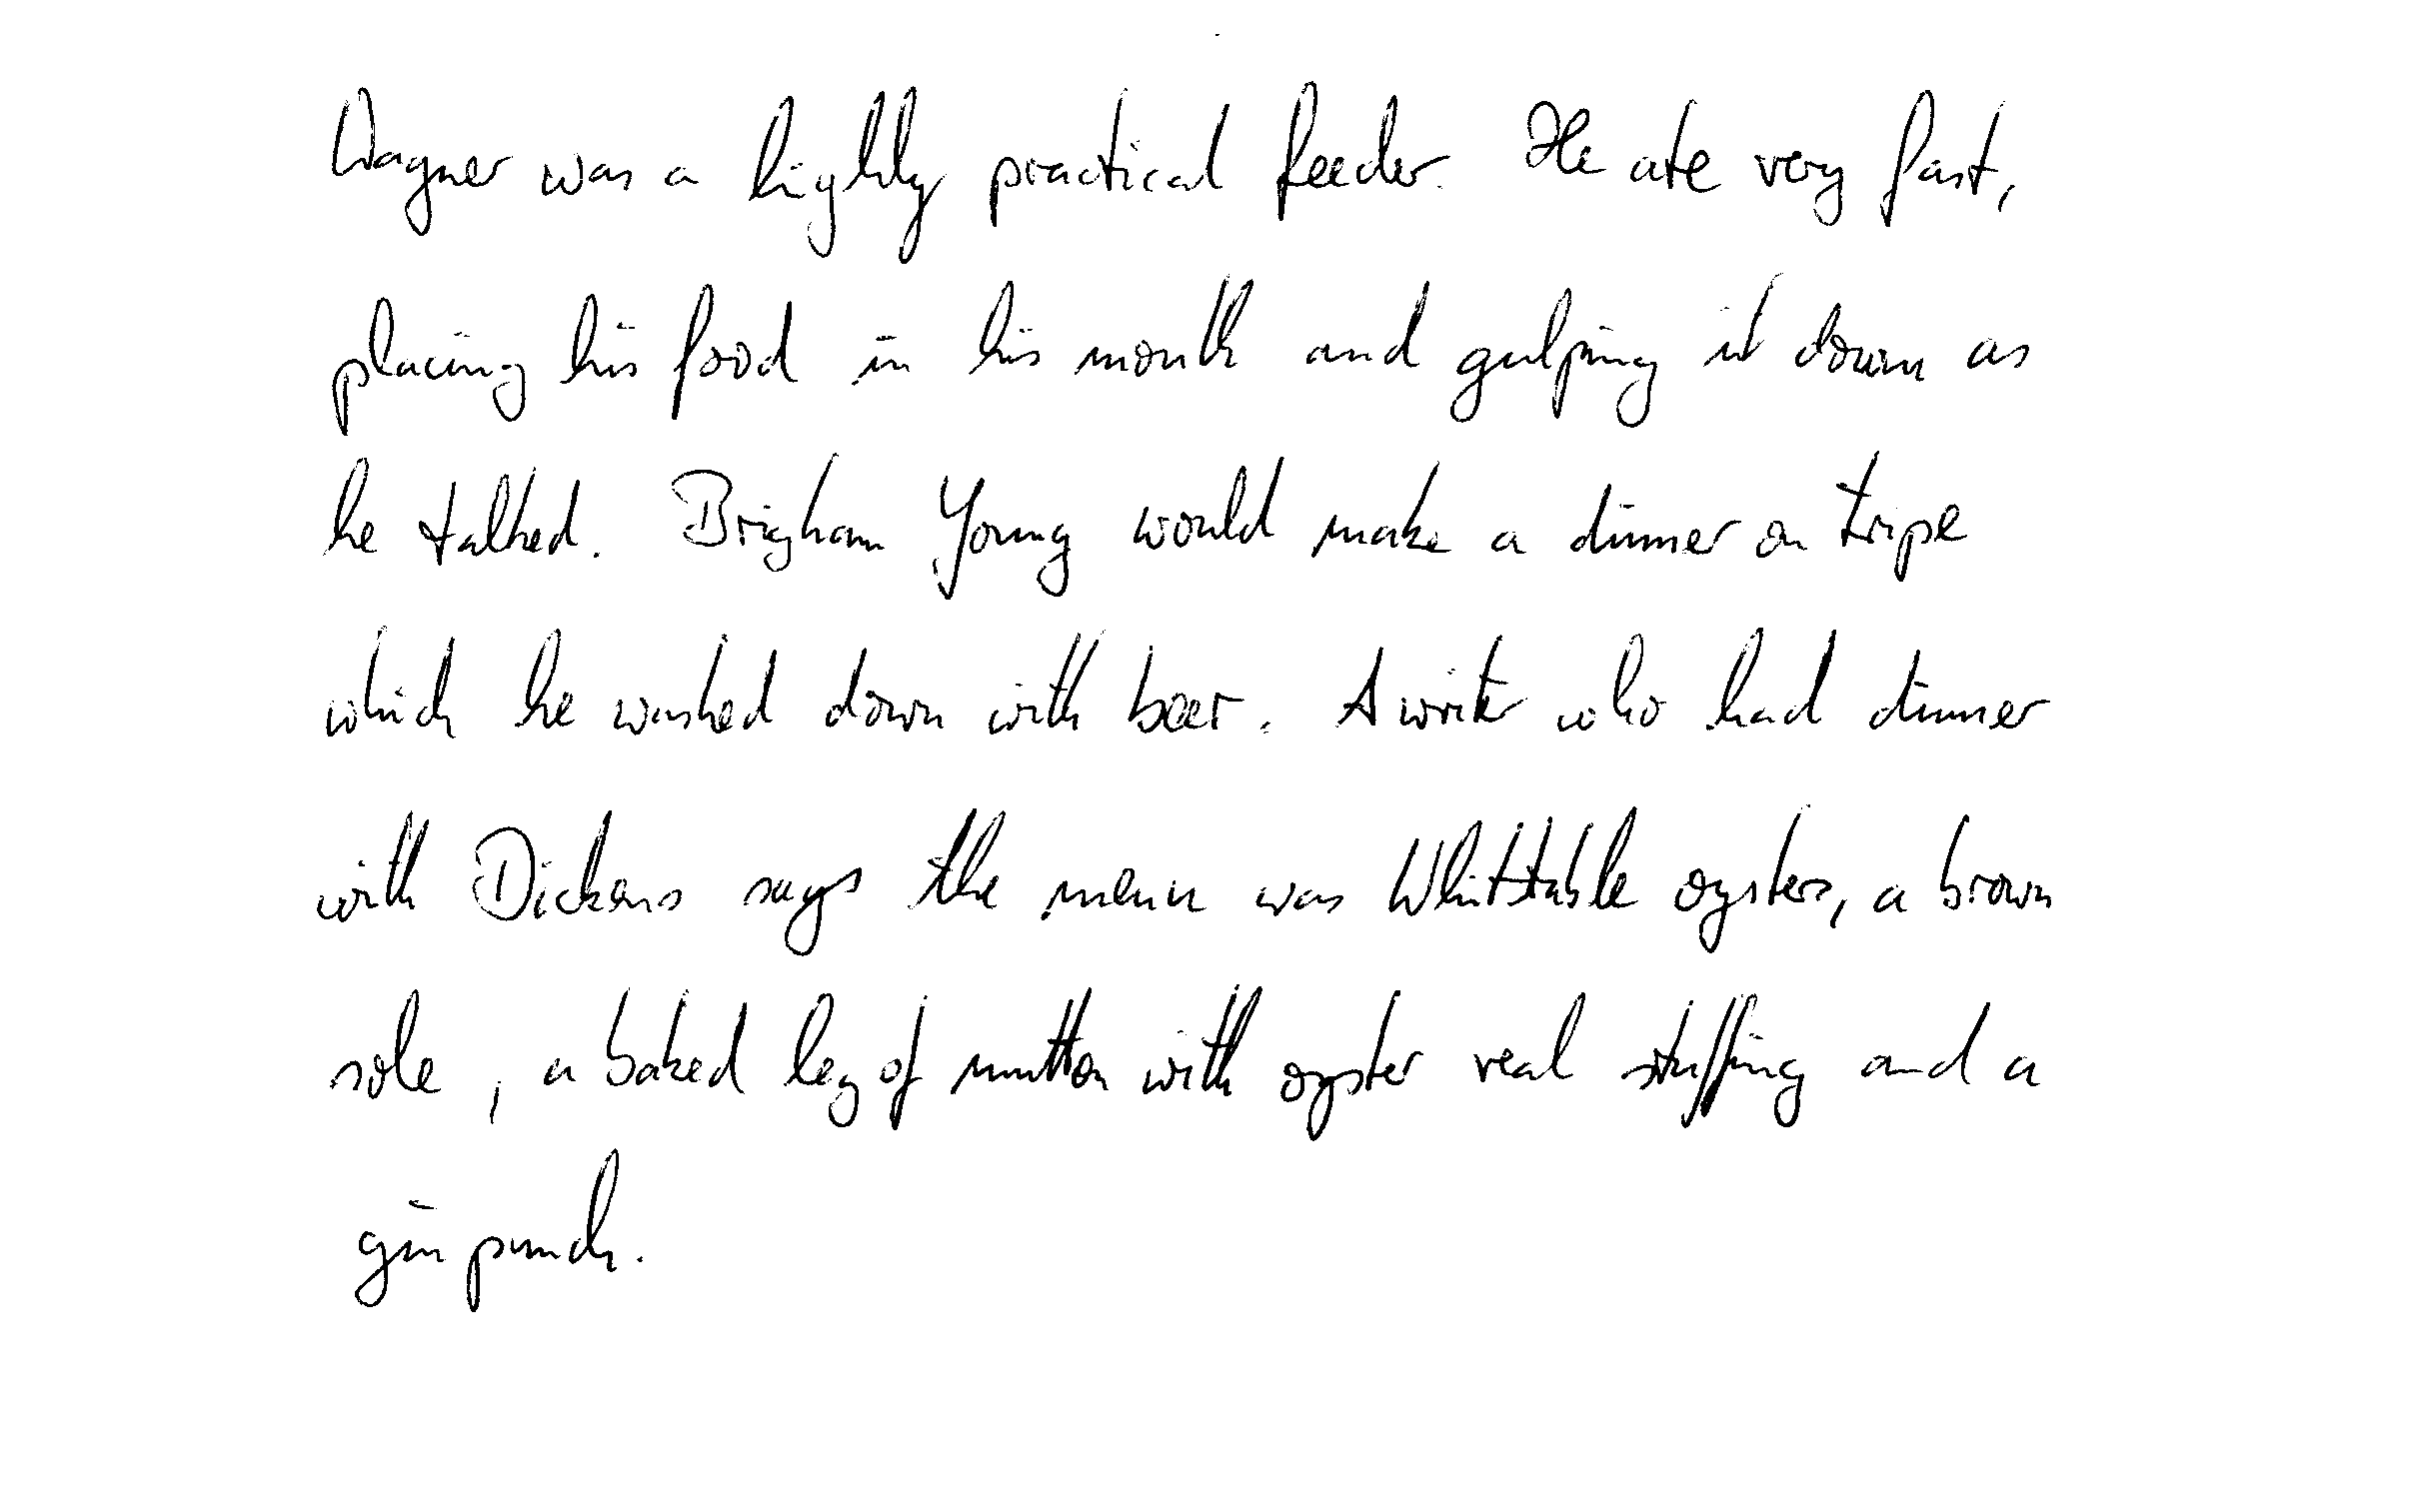 Wagner was a highly practical feeder. He ate very fast,
placing his food in his mouth and gulping it down as
he talked. Brigham Young would make a dinner on tripe
which he washed down with beer. A writer who had dinner
with Dickens says the menu was Whitstable oysters, a brown
sole, a baked leg of mutton with oyster veal stuffing and a
gin punch.